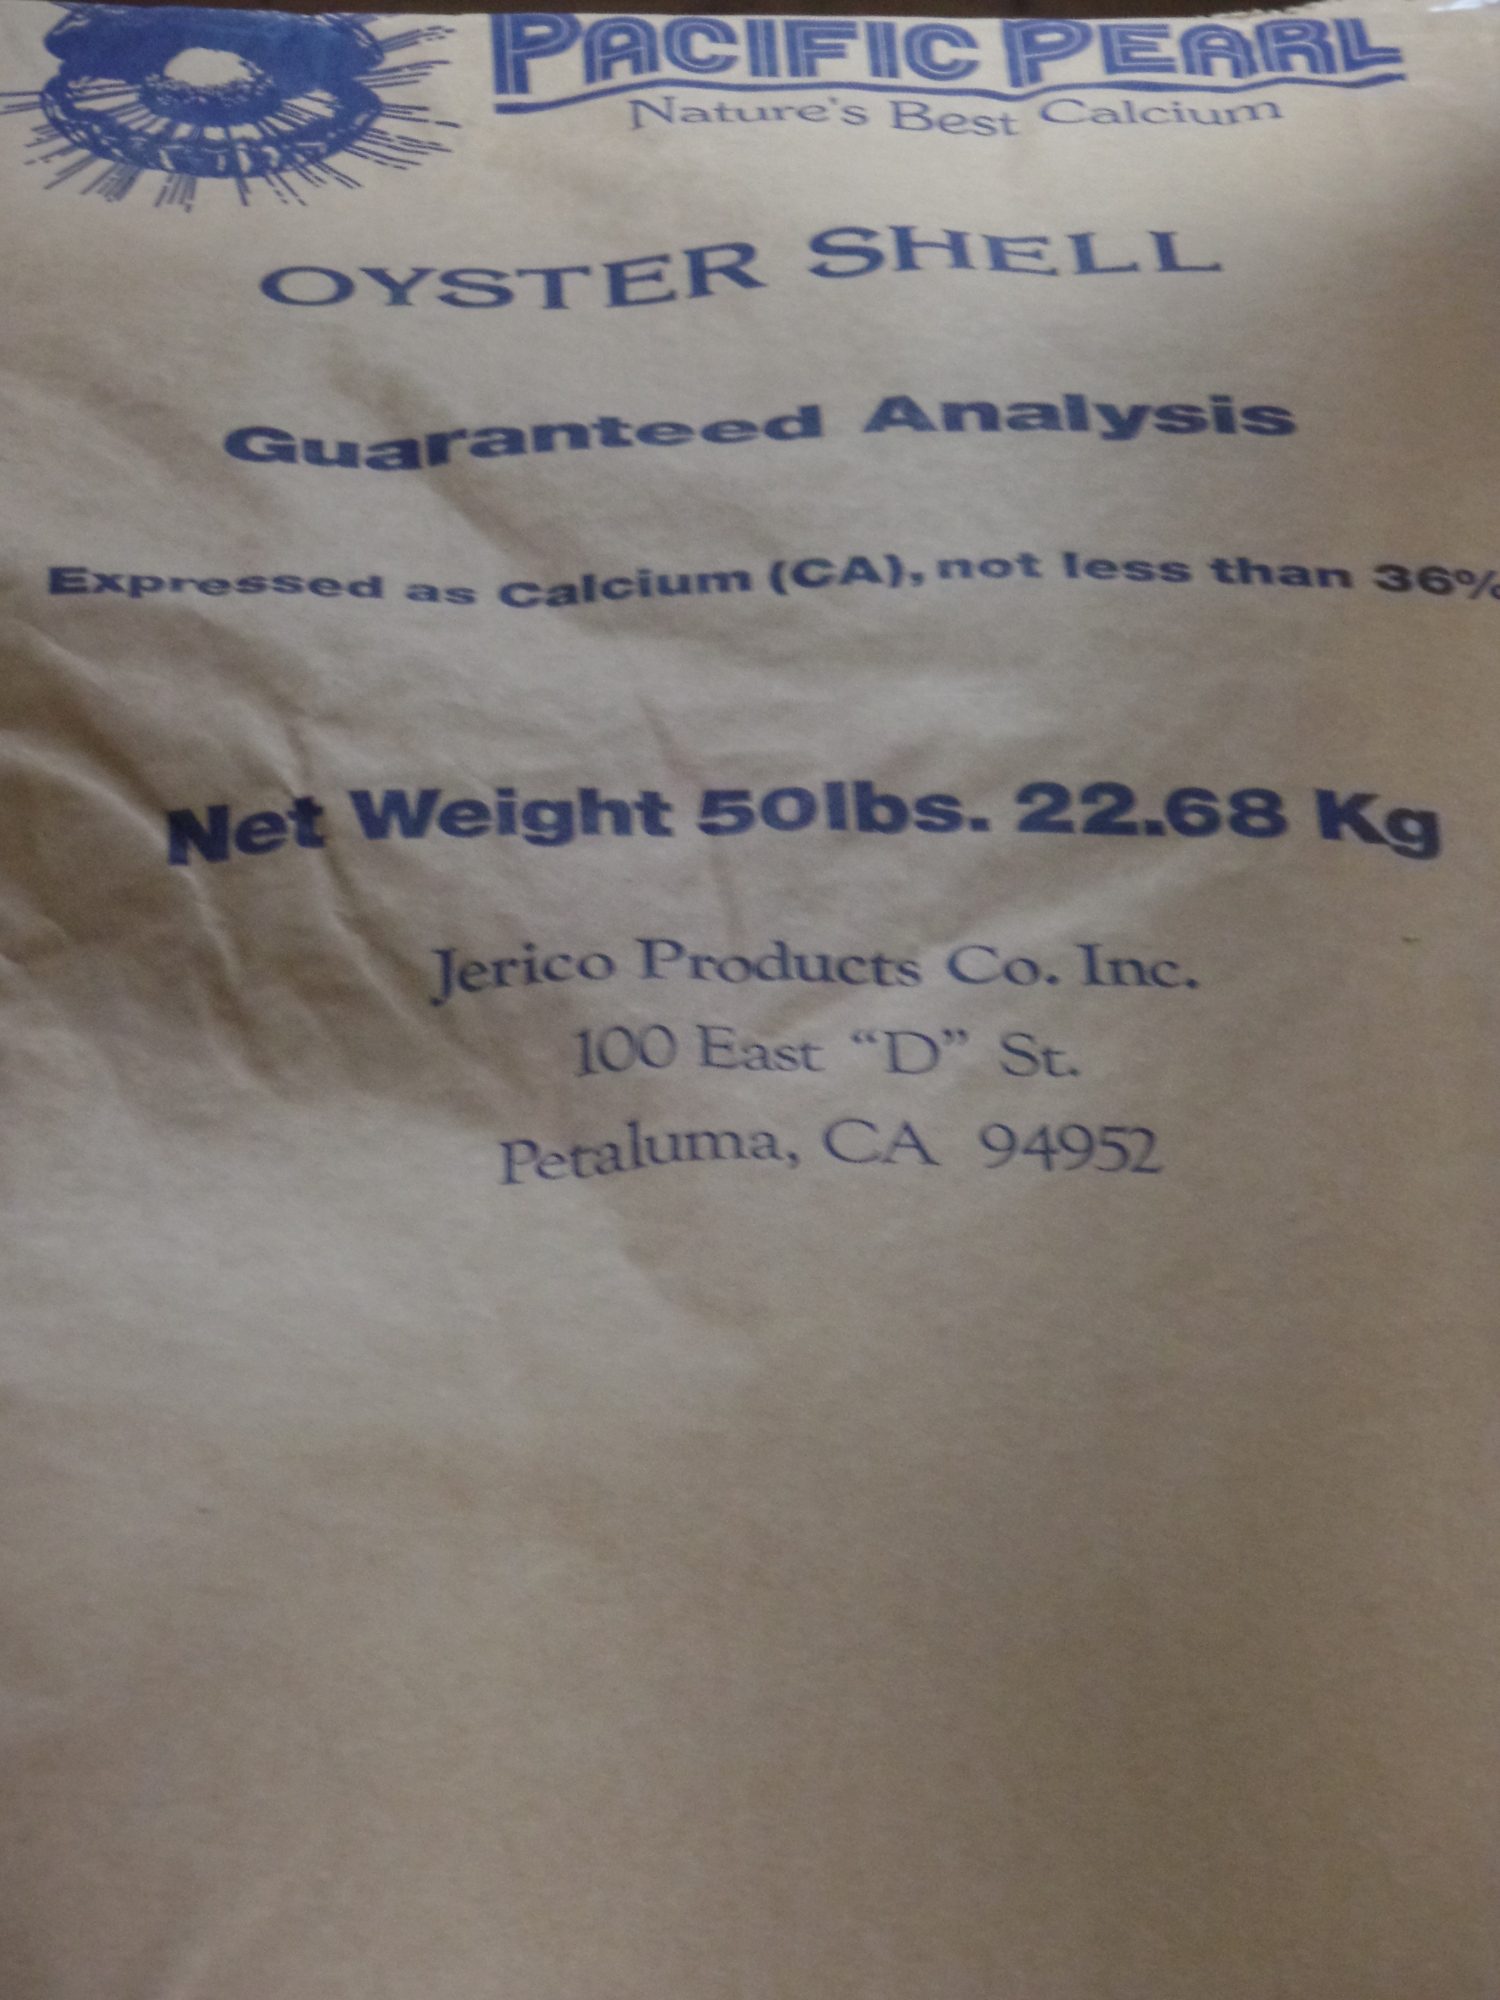 PACIFIC PEARL
Nature's Best Calcium
OYSTER SHELL
Guaranteed Analysis
Expressed as Calcium (CA), not less than 36%
Net Weight 50lbs. 22.68 Kg
Jerico Products Co. Inc.
100 East “D” St.
Petaluma, CA 94952